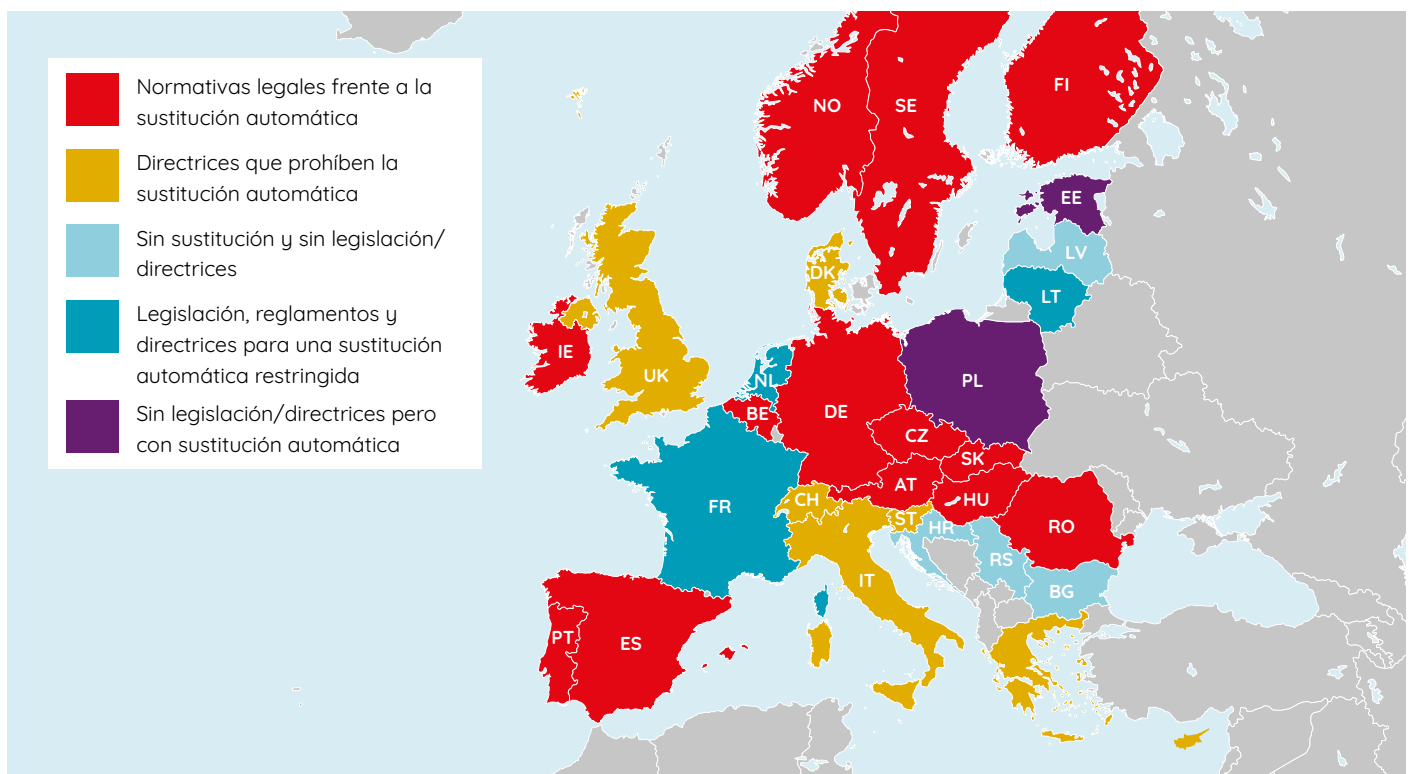 Normativas legales frente a la
sustitución automática
Directrices que prohíben la
sustitución automática
Sin sustitución y sin legislación/
directrices
Legislación, reglamentos y
directrices para una sustitución
automática restringida
Sin legislación/directrices pero
con sustitución automática
NO
SE
FI
EE
LV
LT
DK
IE
UK
NL
BE
DE
PL
CZ
SK
AT
HU
RO
FR
CH
ST
HR
RS
BG
IT
PT
ES